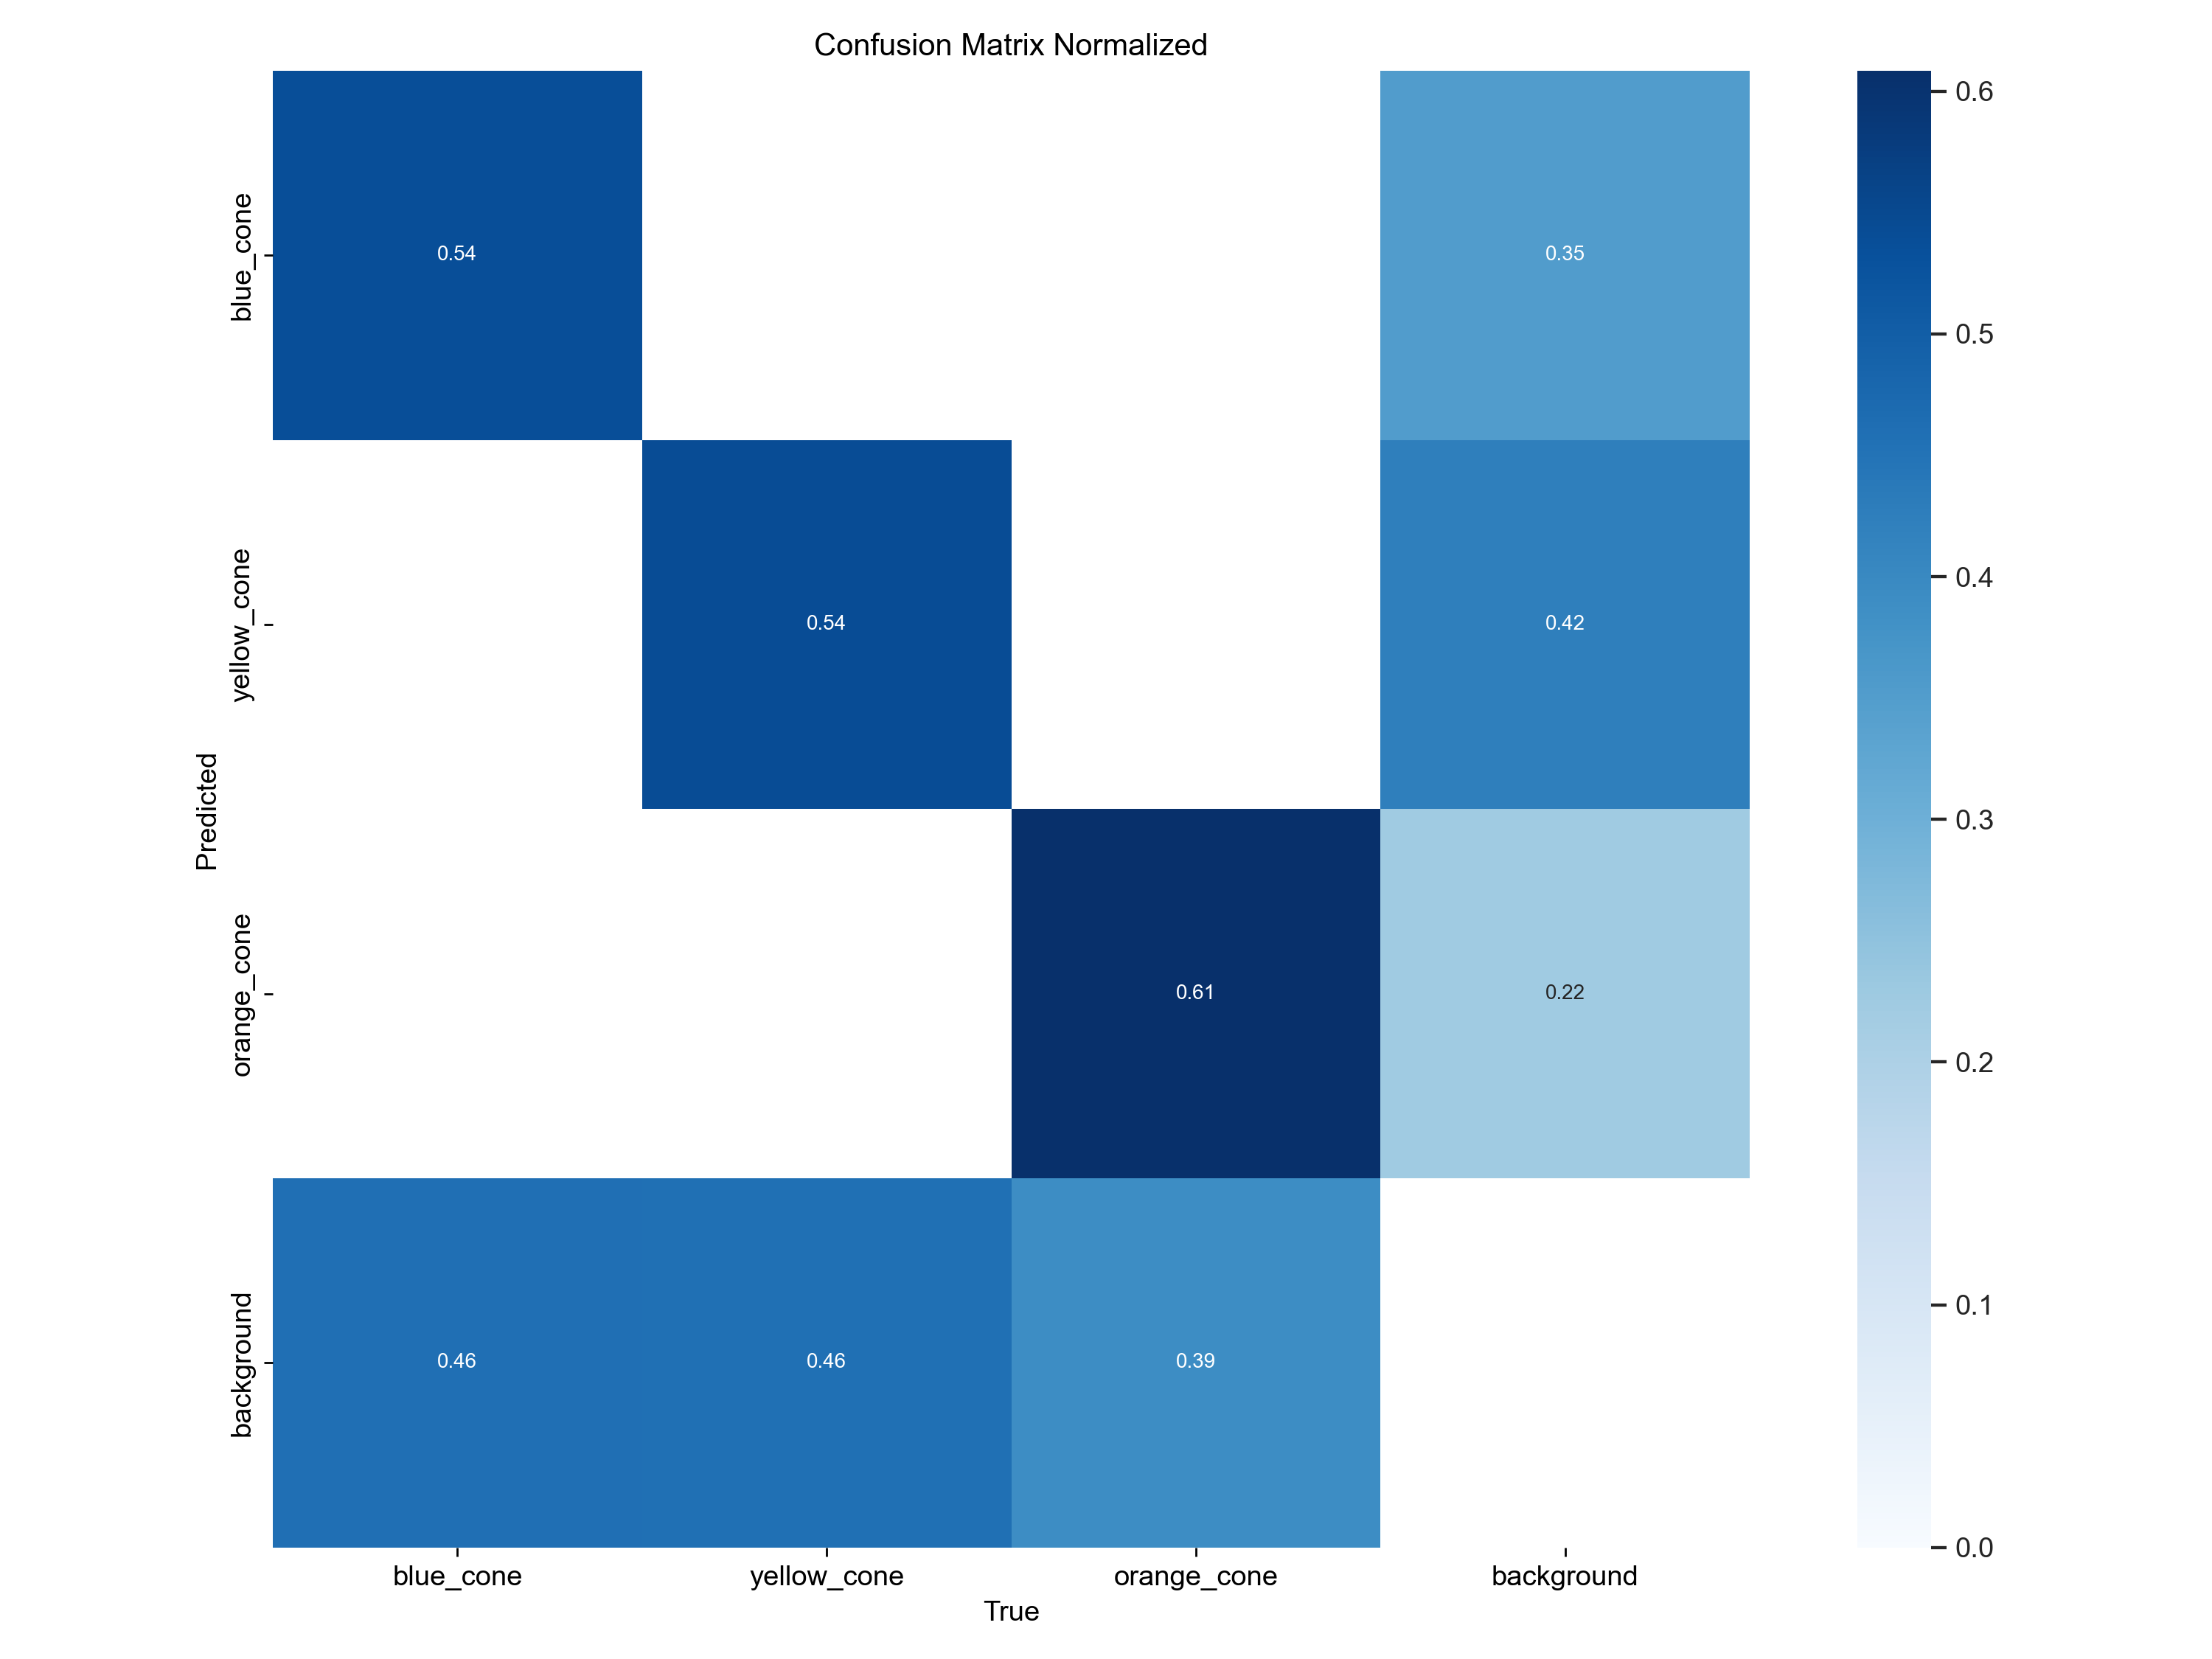 Confusion Matrix Normalized
blue_cone
0.54
0.35
yellow_cone
0.54
0.42
orange_cone
0.61
0.22
background
0.46
0.46
0.39
Predicted
blue_cone
yellow_cone
orange_cone
background
True
0.6
0.5
0.4
0.3
0.2
0.1
0.0